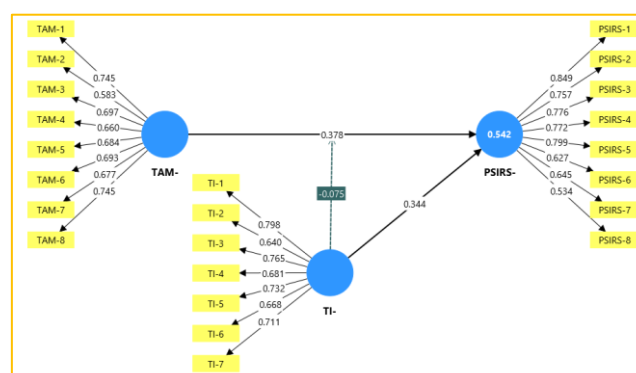 TAM-1
TAM-2
TAM-3
TAM-4
TAM-5
TAM-6
TAM-7
TAM-8
0.745
0.583
0.697
0.660
0.684
0.693
0.677
0.745
TAM-
0.378
-0.075
0.344
0.542
PSIRS-
0.849
0.757
0.776
0.772
0.799
0.627
0.645
0.534
PSIRS-1
PSIRS-2
PSIRS-3
PSIRS-4
PSIRS-5
PSIRS-6
PSIRS-7
PSIRS-8
TI-1
TI-2
TI-3
TI-4
TI-5
TI-6
TI-7
0.798
0.640
0.765
0.681
0.732
0.668
0.711
TI-